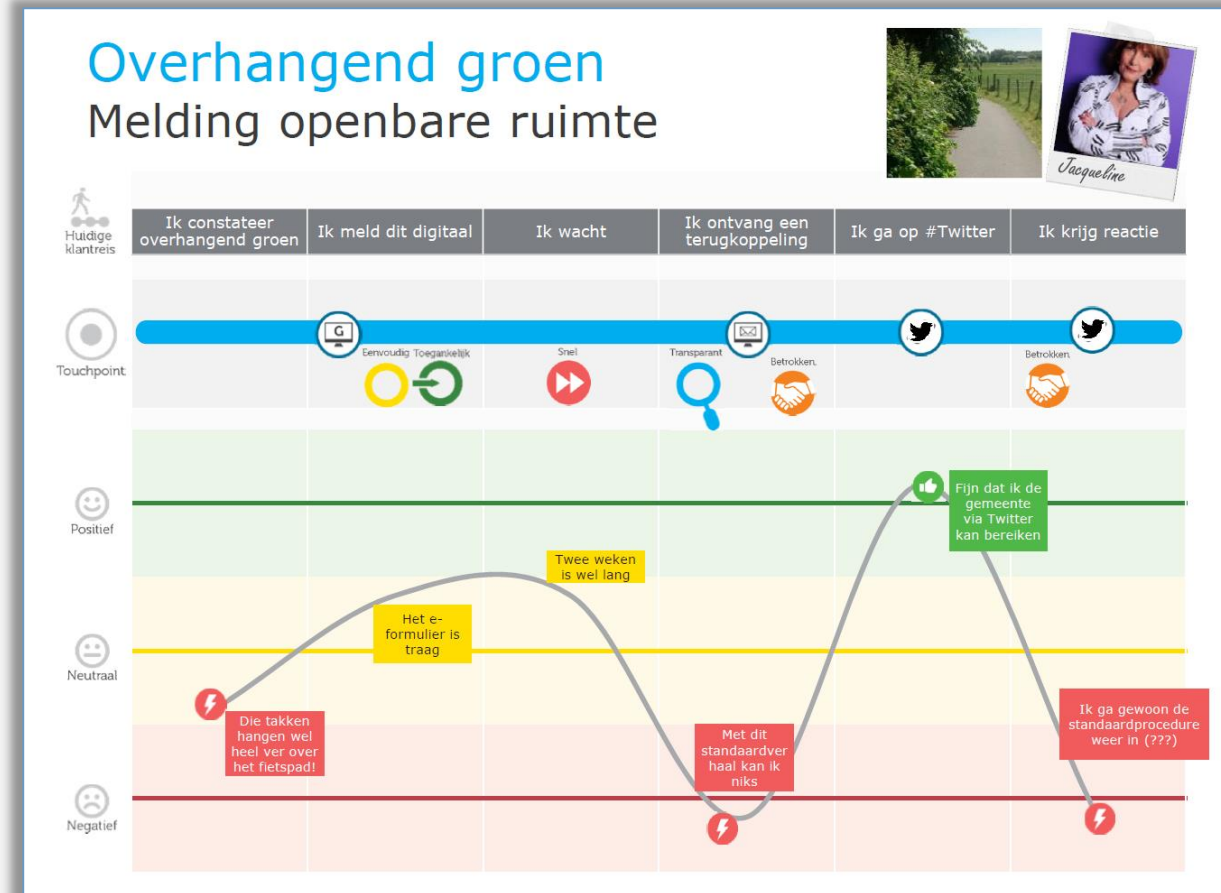 Overhangend groen
Melding openbare ruimte
Jacqueline
Huidige
klantreis
Ik constateer
overhangend groen
Ik meld dit digitaal
Ik wacht
Ik ontvang een
terugkoppeling
Ik ga op #Twitter
Ik krijg reactie
Touchpoint
G
Eenvoudig
Toegankelijk
Snel
Transparant
Betrokken.
Betrokken.
Positief
Fijn dat ik de
gemeente
via Twitter
kan bereiken
Twee weken
is wel lang
Het e-
formulier is
traag
Neutraal
Die takken
hangen wel
heel ver over
het fietspad!
Met dit
standaardver
haal kan ik
niks
Ik ga gewoon de
standaardprocedure
weer in (???)
Negatief